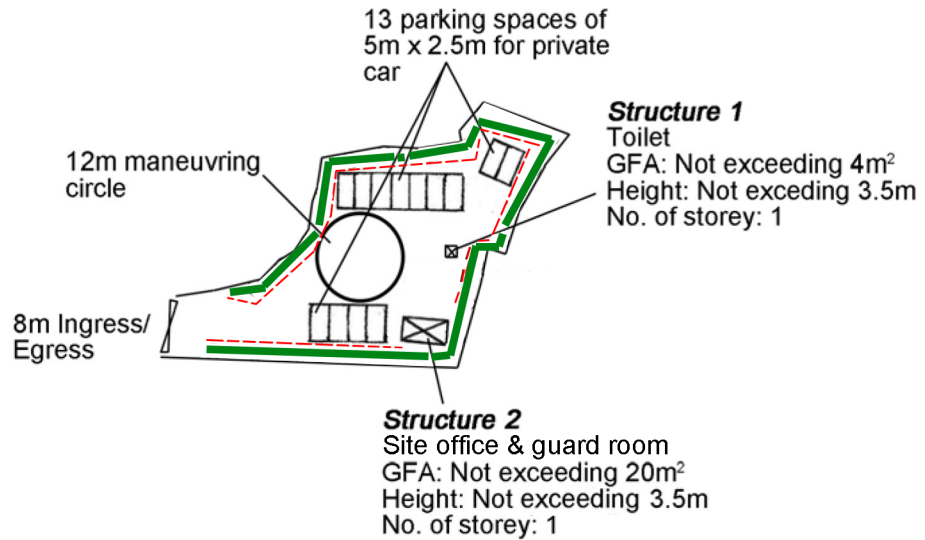 13 parking spaces of
5m x 2.5m for private
car
Structure 1
Toilet
GFA: Not exceeding 4m²
Height: Not exceding 3.5m
No. of storey: 1
12m maneuvring
circle
8m Ingress/
Egress
Structure 2
Site office & guard room
GFA: Not exceeding 20m²
Height: Not exceeding 3.5m
No. of storey: 1